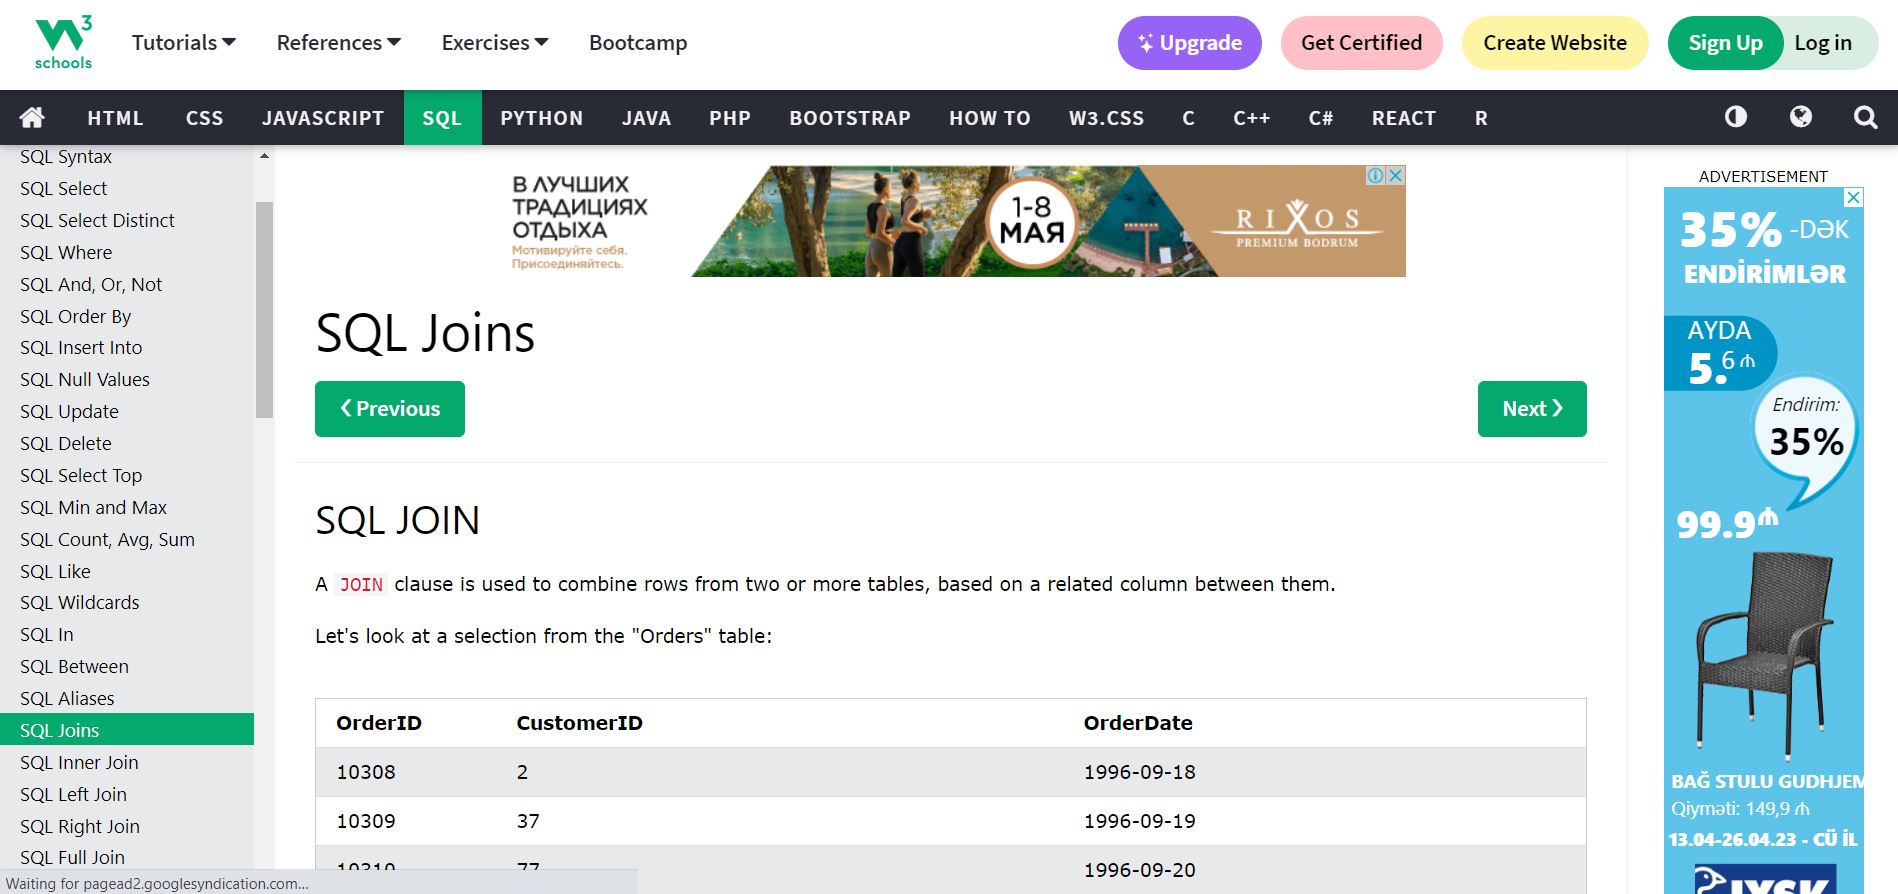 W3
schools
Tutorials
References
Exercises
Bootcamp
Upgrade
Get Certified
Create Website
Sign Up
Log in
HTML
CSS
JAVASCRIPT
SQL
PYTHON
JAVA
PHP
BOOTSTRAP
HOW TO
W3.CSS
C
C++
C#
REACT
R
SQL Syntax
SQL Select
SQL Select Distinct
SQL Where
SQL And, Or, Not
SQL Order By
SQL Insert Into
SQL Null Values
SQL Update
SQL Delete
SQL Select Top
SQL Min and Max
SQL Count, Avg, Sum
SQL Like
SQL Wildcards
SQL In
SQL Between
SQL Aliases
SQL Joins
SQL Inner Join
SQL Left Join
SQL Right Join
SQL Full Join
Waiting for pagead2.googlesyndication.com...
В ЛУЧШИХ
ТРАДИЦИЯХ
ОТДЫХА
Мотивируйте себя.
Присоединяйтесь.
1-8
МАЯ
RIXOS
PREMIUM BODRUM
SQL Joins
❮ Previous
Next ❯
SQL JOIN
A JOIN clause is used to combine rows from two or more tables, based on a related column between them.
Let's look at a selection from the "Orders" table:
OrderID CustomerID OrderDate
10308 2 1996-09-18
10309 37 1996-09-19
10310 77 1996-09-20
ADVERTISEMENT
35% -DƏK
ENDİRİMLƏR
AYDA
5.6 ₼
Endirim:
35%
99.9₼
BAĞ STULU GUDHJEM
Qiyməti: 149,9 ₼
13.04-26.04.23 - CÜ İL
JYSK